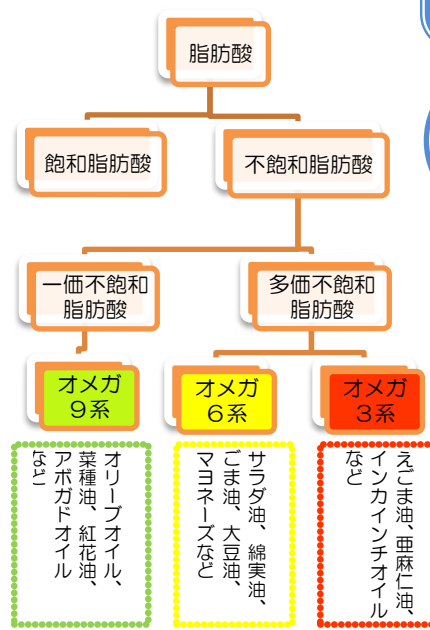 脂肪酸
飽和脂肪酸
不飽和脂肪酸
一価不飽和
脂肪酸
多価不飽和
脂肪酸
オメガ
９系
オメガ
６系
オメガ
３系
オリーブオイル、
菜種油、紅花油、
アボガドオイル
など
サラダ油、綿実油、
ごま油、大豆油、
マヨネーズなど
えごま油、亜麻仁油、
インカインチオイル
など